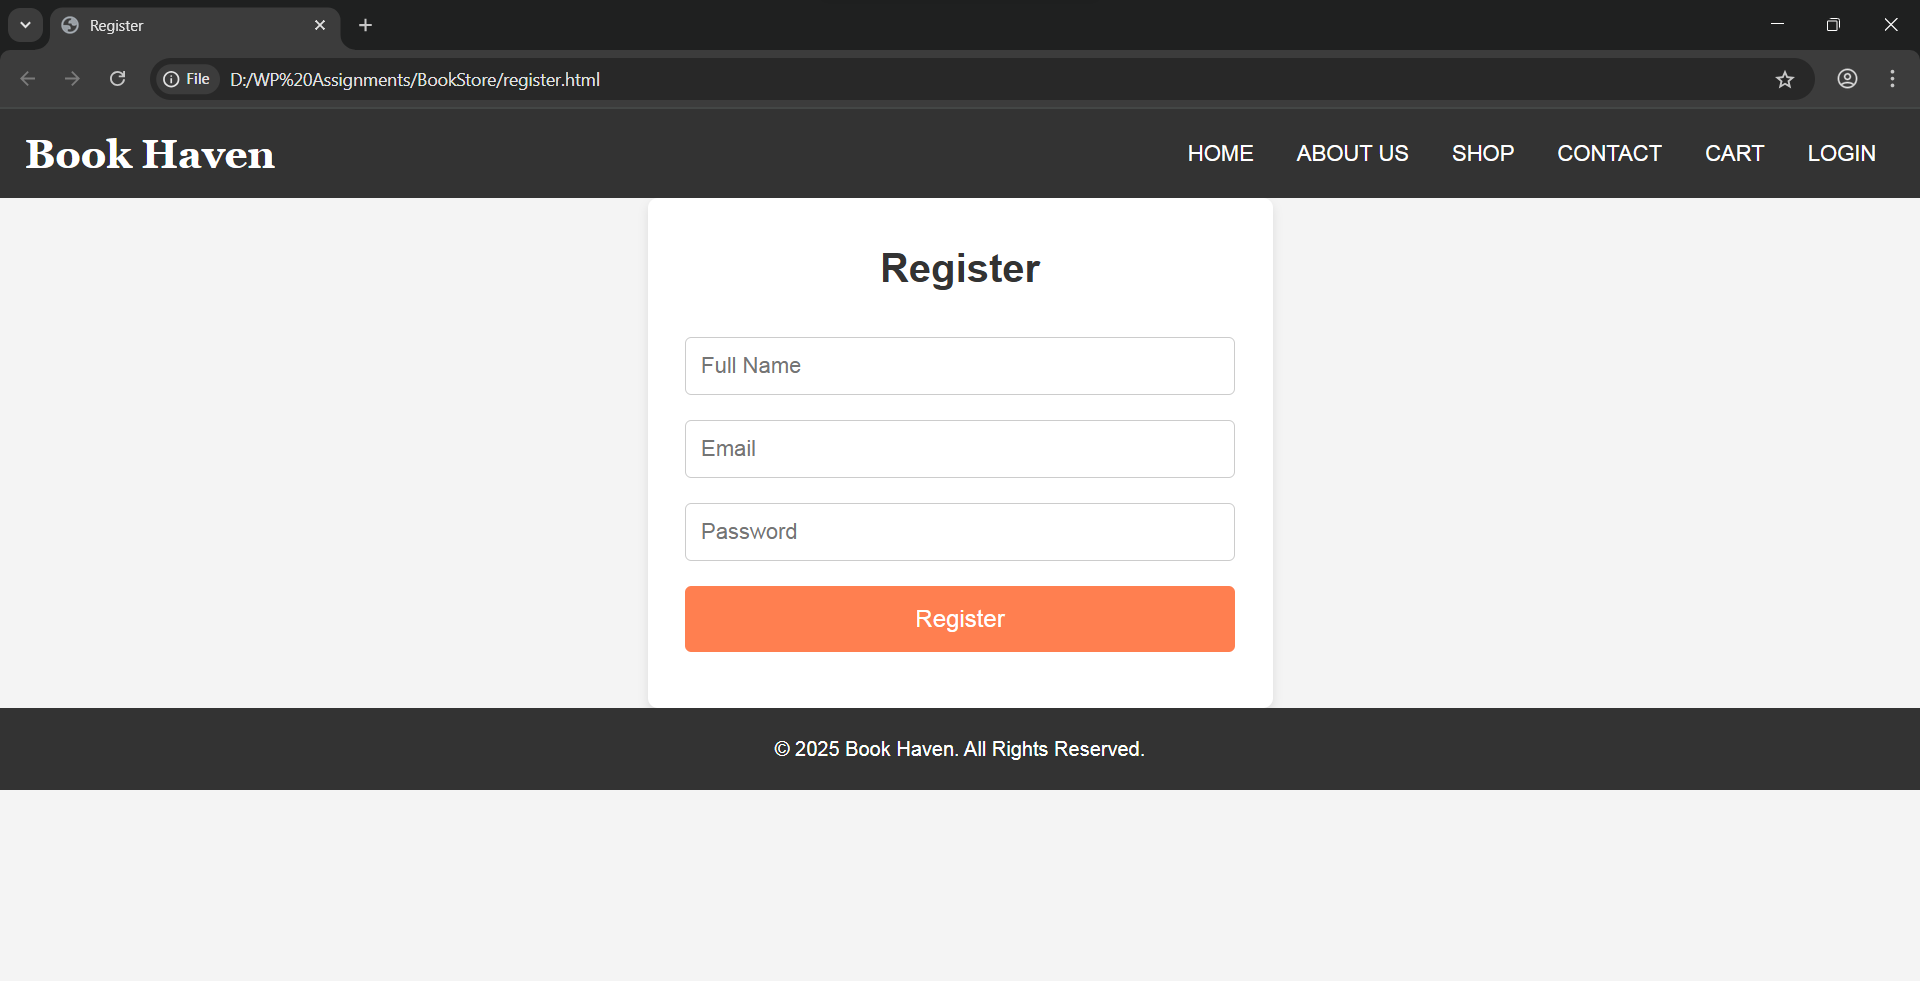 Register
File D:/WP%20Assignments/BookStore/register.html
Book Haven HOME ABOUT US SHOP CONTACT CART LOGIN
Register
Full Name
Email
Password
Register
© 2025 Book Haven. All Rights Reserved.